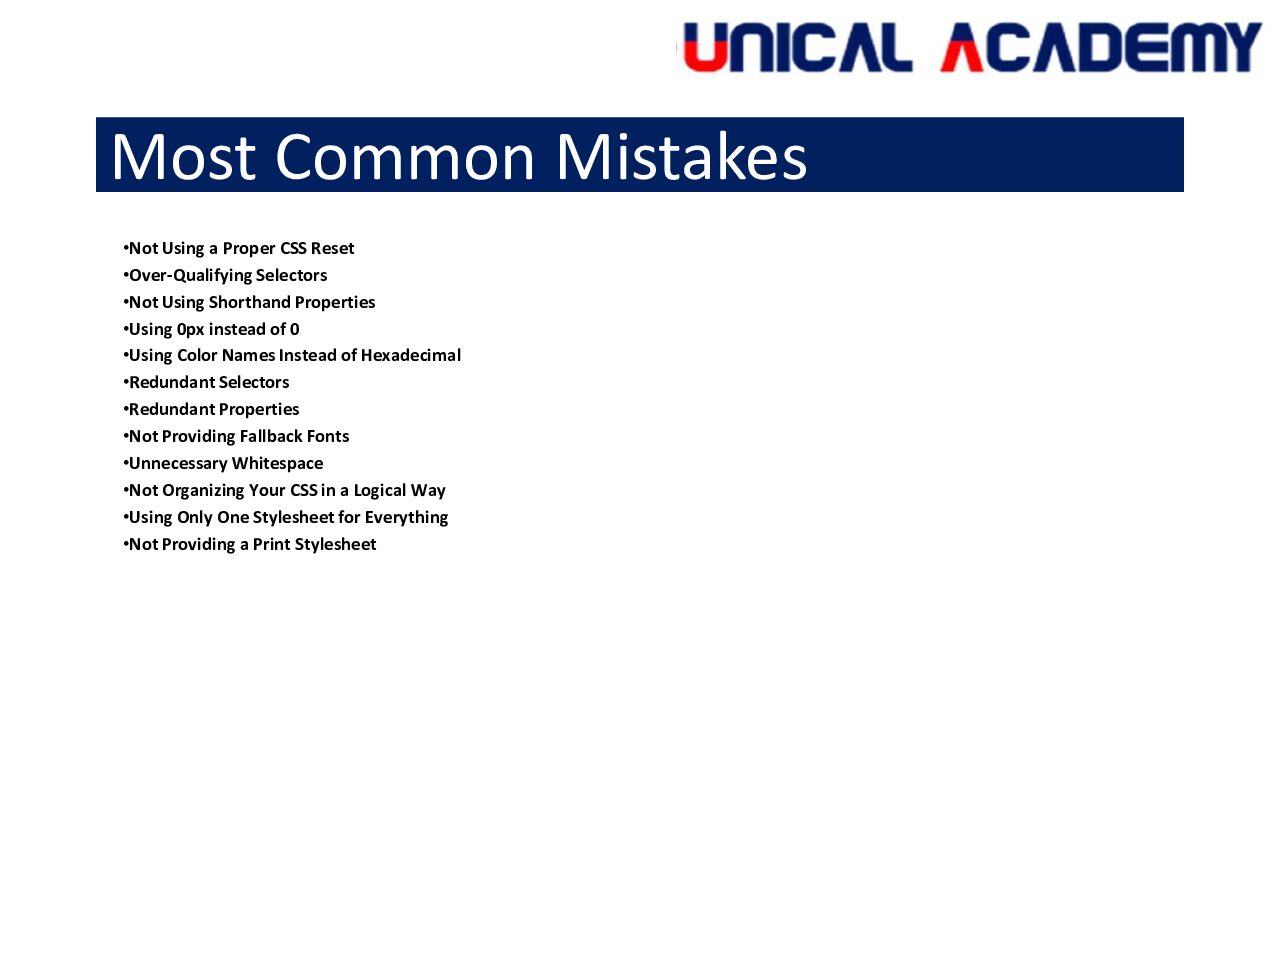 UNICAL ACADEMY
Most Common Mistakes
•Not Using a Proper CSS Reset
•Over-Qualifying Selectors
•Not Using Shorthand Properties
•Using 0px instead of 0
•Using Color Names Instead of Hexadecimal
•Redundant Selectors
•Redundant Properties
•Not Providing Fallback Fonts
•Unnecessary Whitespace
•Not Organizing Your CSS in a Logical Way
•Using Only One Stylesheet for Everything
•Not Providing a Print Stylesheet